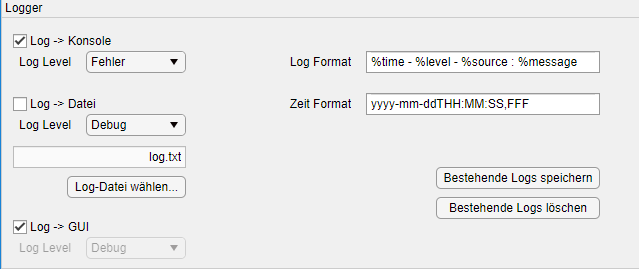 Logger
Log -> Konsole
Log Level Fehler
Log Format %time - %level - %source : %message
Log -> Datei
Zeit Format yyyy-mm-ddTHH:MM:SS,FFF
Log Level Debug
log.txt
Log-Datei wählen...
Bestehende Logs speichern
Bestehende Logs löschen
Log -> GUI
Log Level Debug